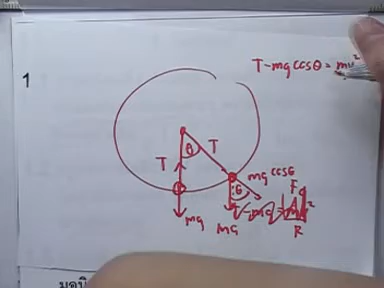 1
T-mg cosθ = mv²
θ
T
T
mg cosθ
θ
mg
mg
R